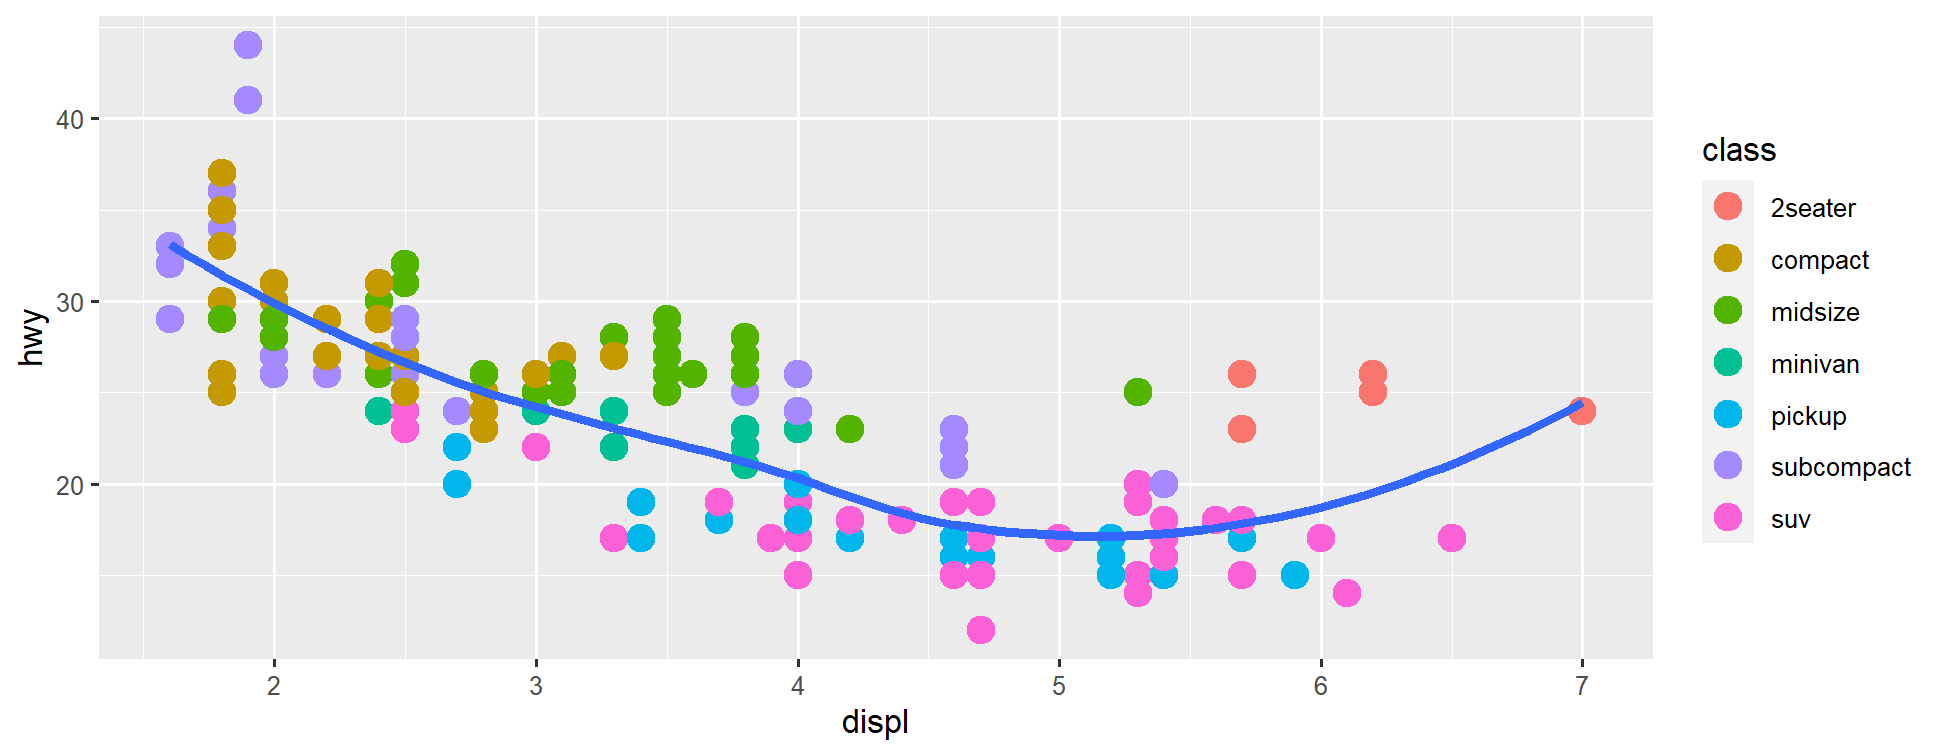 hwy
40
30
20
2 3 4 5 6 7
displ
class
2seater
compact
midsize
minivan
pickup
subcompact
suv